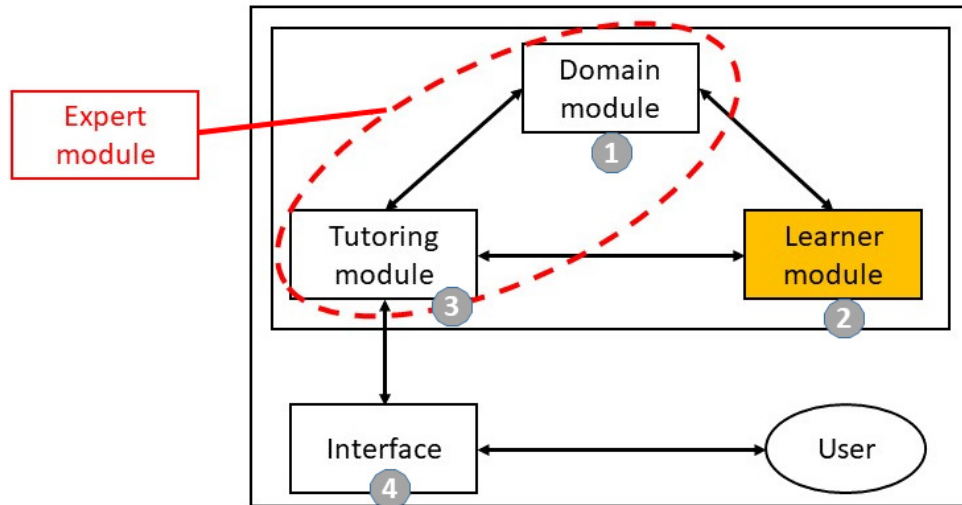 Domain
module
1
Expert
module
Tutoring
module
3
Learner
module
2
Interface
4
User